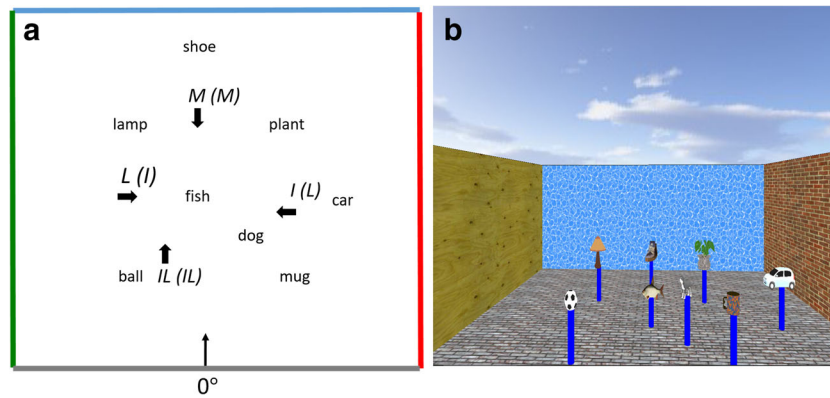 a
b
shoe
M (M)
lamp
plant
L (I)
fish
I (L)
car
dog
ball
IL (IL)
mug
0°